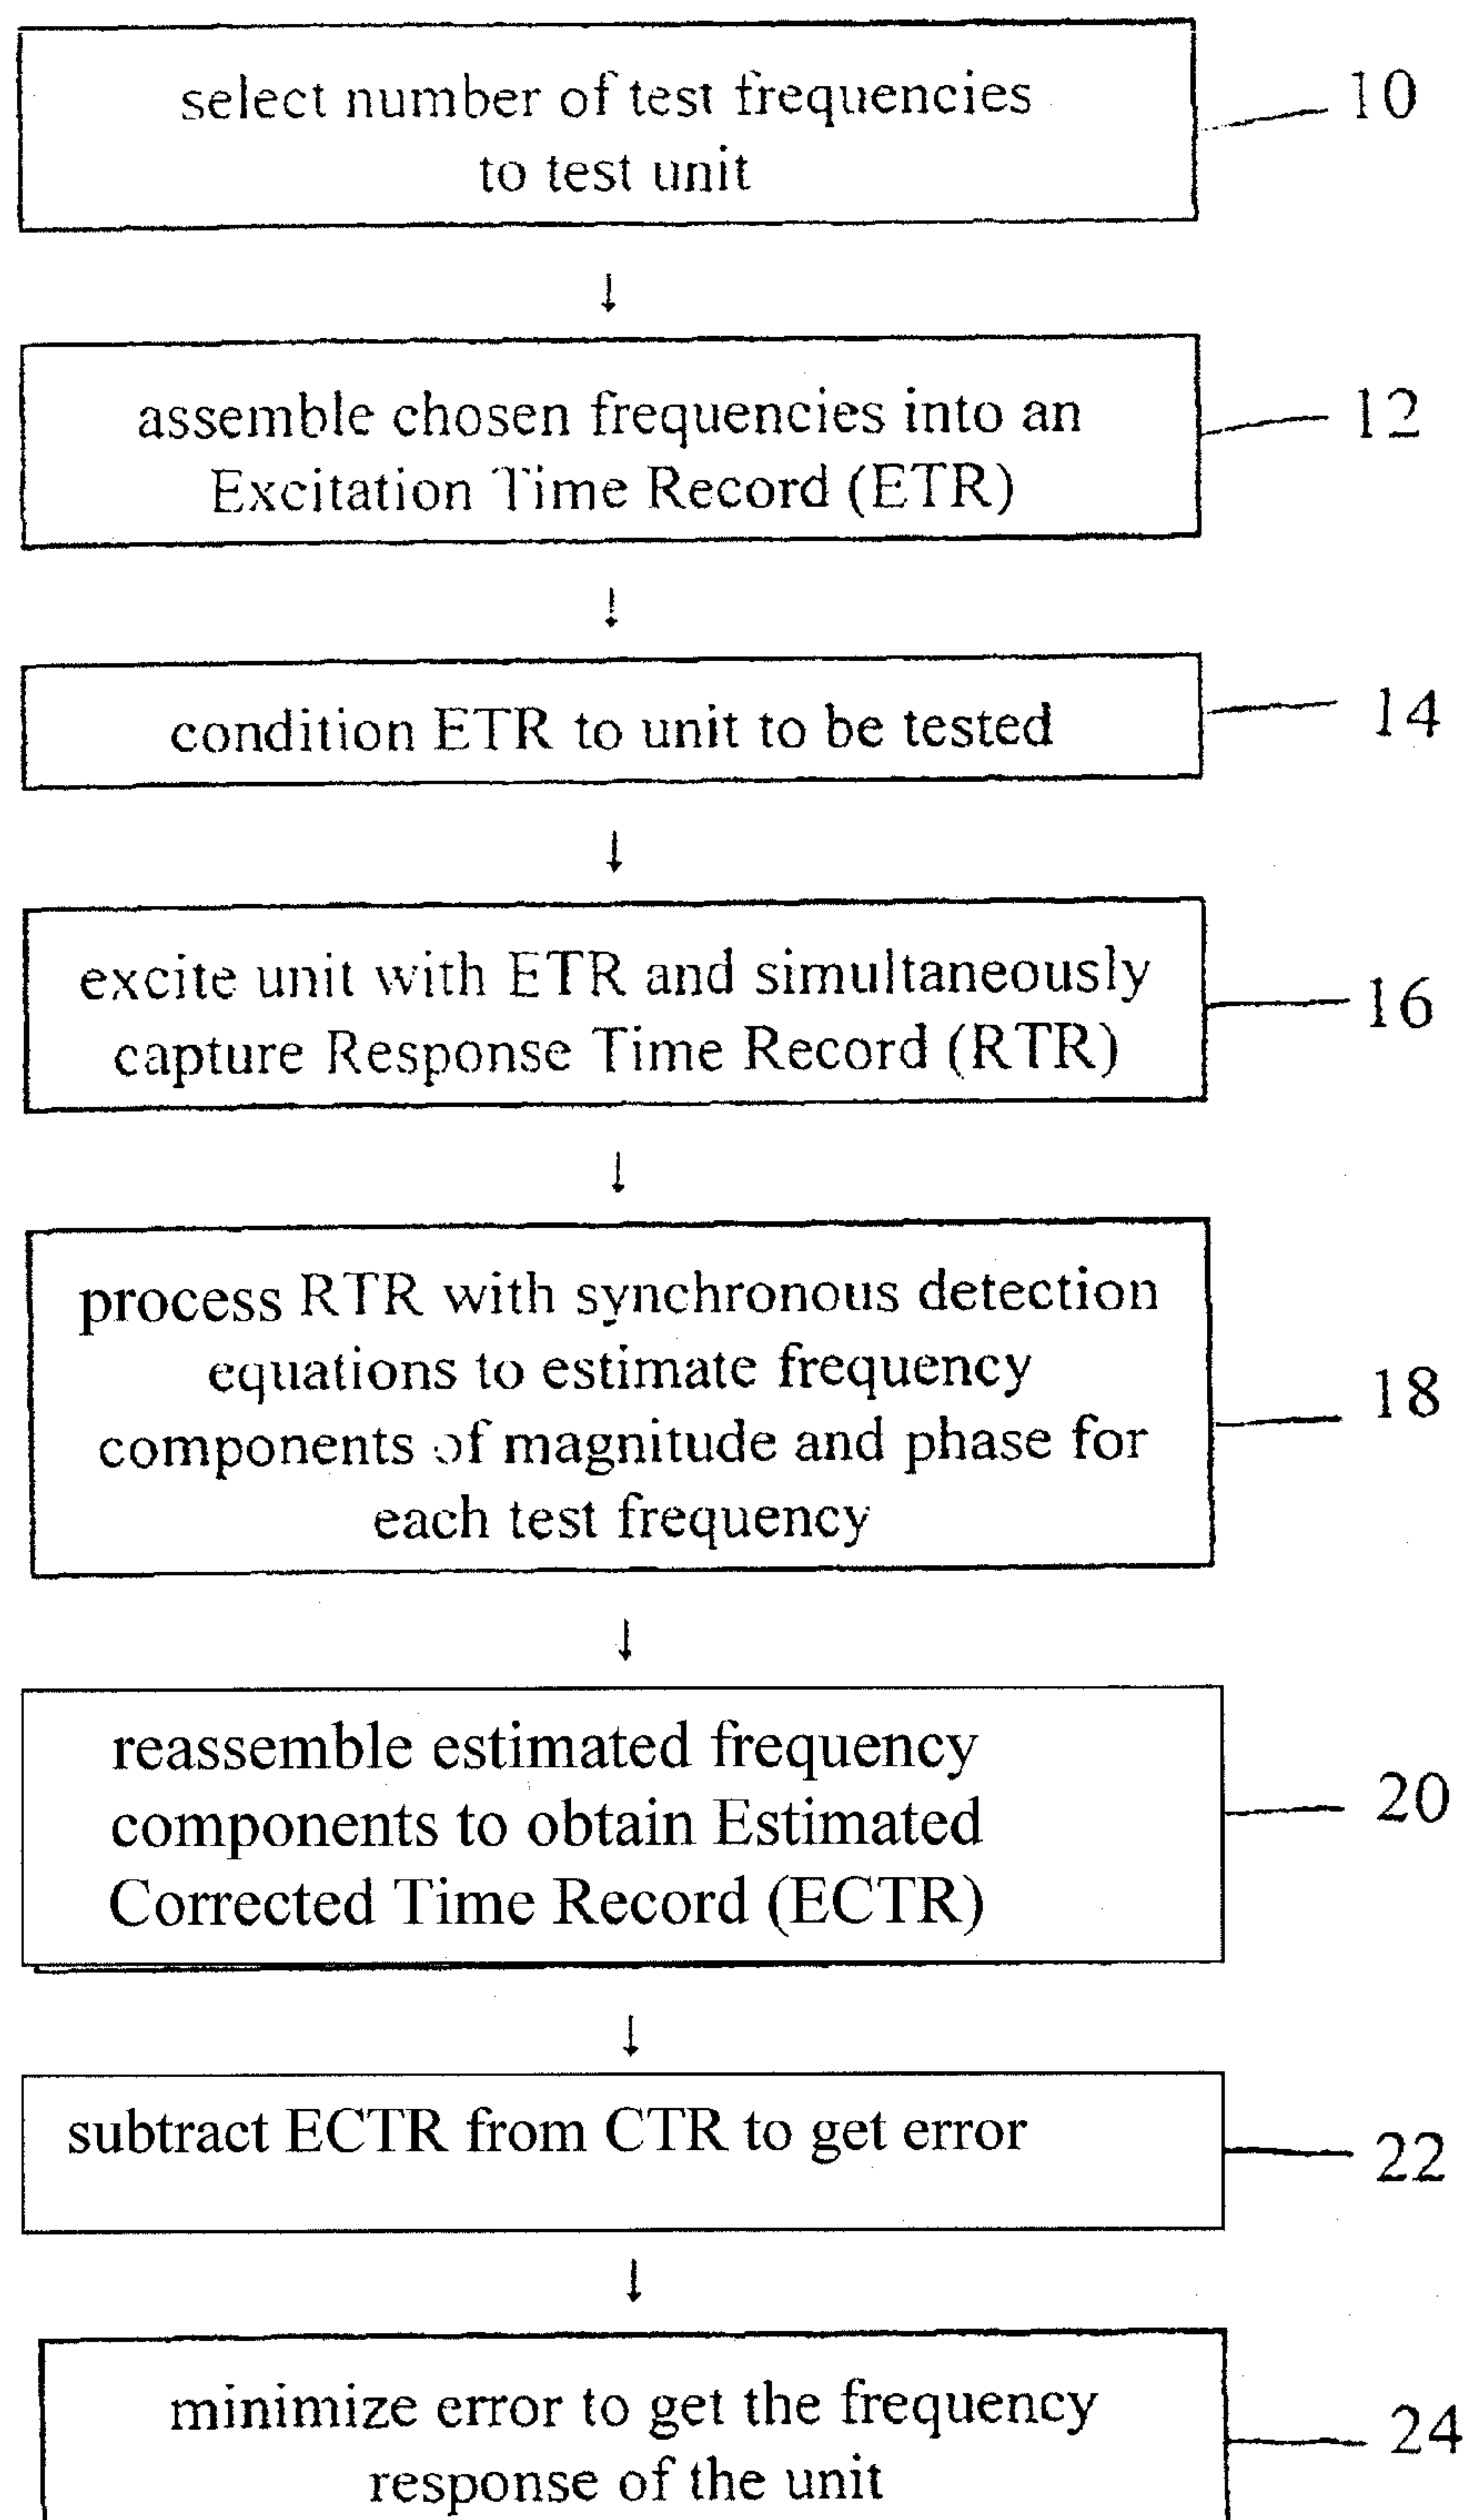 select number of test frequencies
to test unit
10
assemble chosen frequencies into an
Excitation Time Record (ETR)
12
condition ETR to unit to be tested
14
excite unit with ETR and simultaneously
capture Response Time Record (RTR)
16
process RTR with synchronous detection
equations to estimate frequency
components of magnitude and phase for
each test frequency
18
reassemble estimated frequency
components to obtain Estimated
Corrected Time Record (ECTR)
20
subtract ECTR from CTR to get error
22
minimize error to get the frequency
response of the unit
24